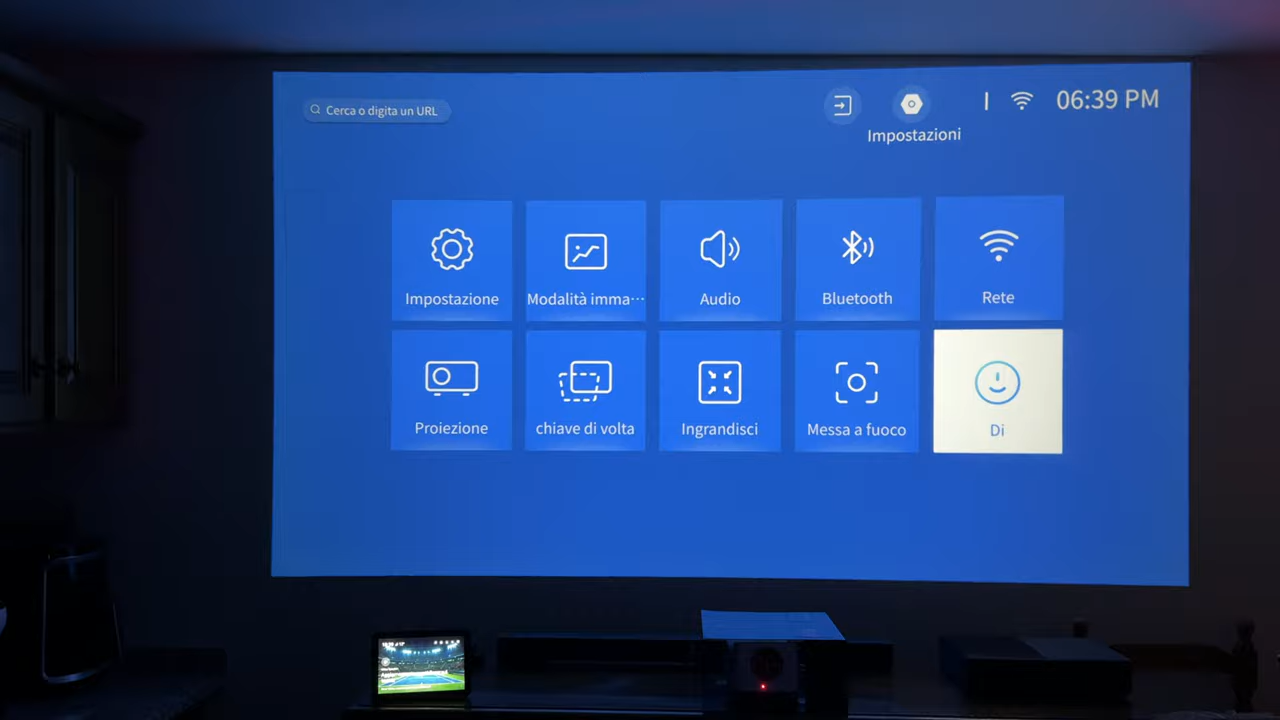 Cerca o digita un URL
06:39 PM
Impostazioni
Impostazione
Modalità imma···
Audio
Bluetooth
Rete
Proiezione
chiave di volta
Ingrandisci
Messa a fuoco
Di